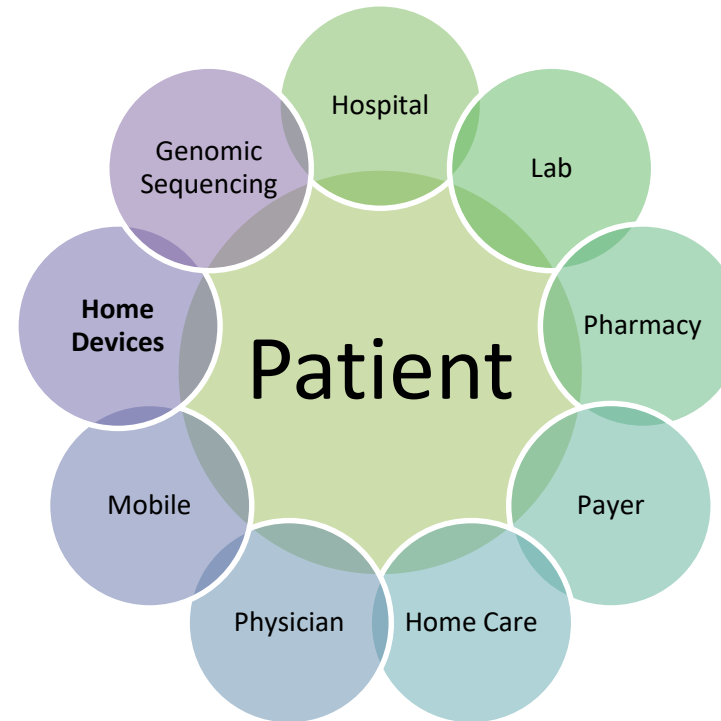 Hospital
Genomic
Sequencing
Lab
Home
Devices
Pharmacy
Patient
Mobile
Payer
Physician
Home Care